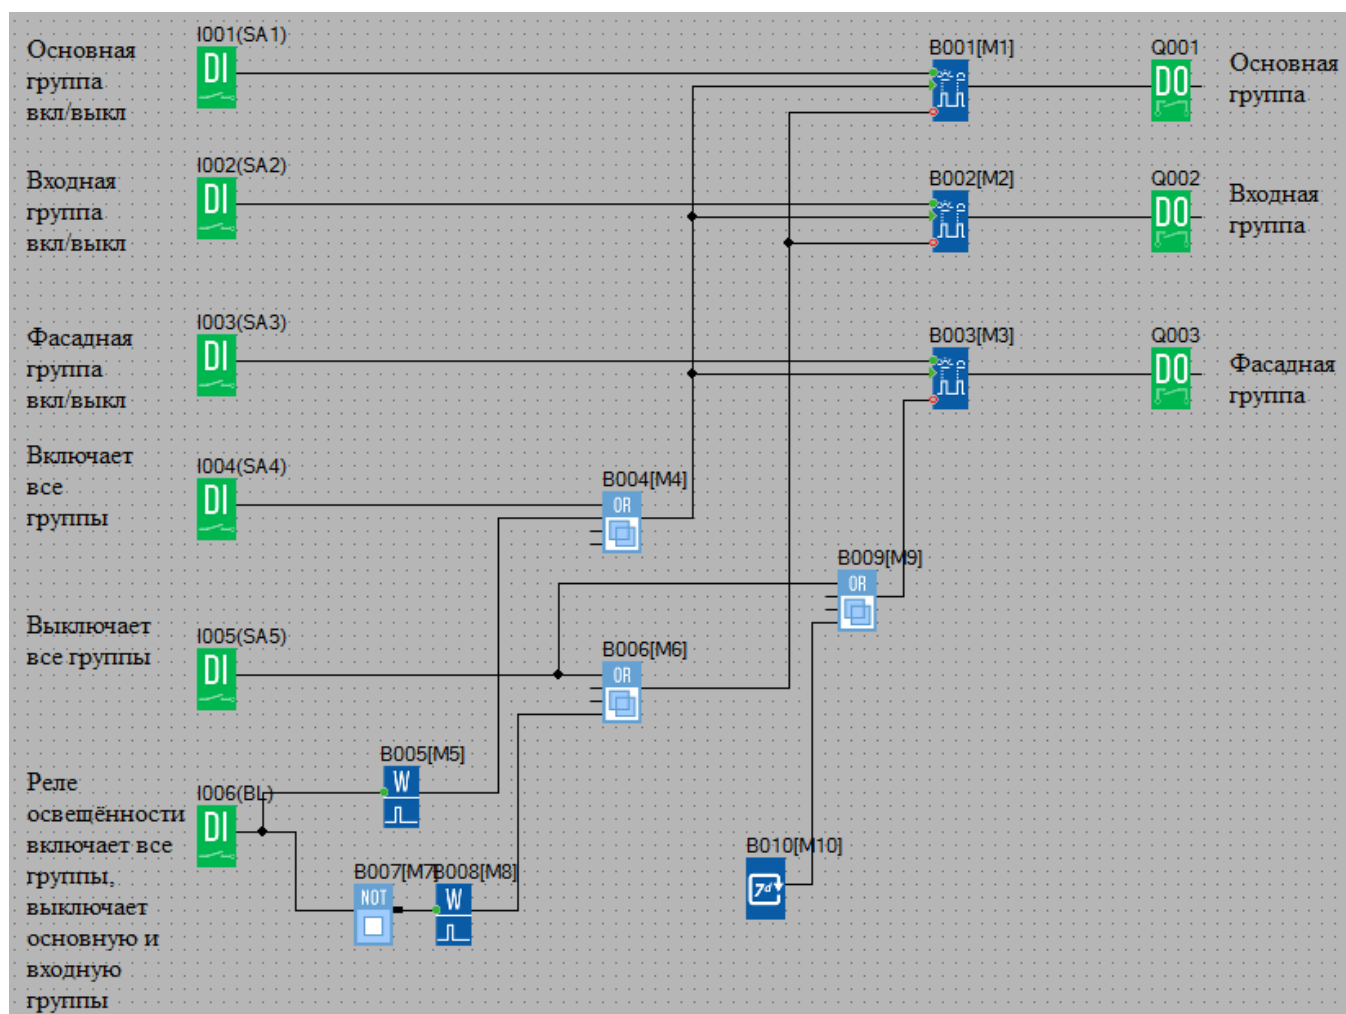 I001(SA1)
Основная
группа
вкл/выкл
DI
B001[M1]
Q001
DO
Основная
группа
I002(SA2)
Входная
группа
вкл/выкл
DI
B002[M2]
Q002
DO
Входная
группа
I003(SA3)
Фасадная
группа
вкл/выкл
DI
B003[M3]
Q003
DO
Фасадная
группа
Включает
все
группы
I004(SA4)
DI
B004[M4]
OR
B009[M9]
OR
Выключает
все группы
I005(SA5)
DI
B006[M6]
OR
B005[M5]
W
Реле
освещённости
включает все
группы,
выключает
основную и
входную
группы
I006(BL)
DI
B007[M7]
NOT
B008[M8]
W
B010[M10]
7d